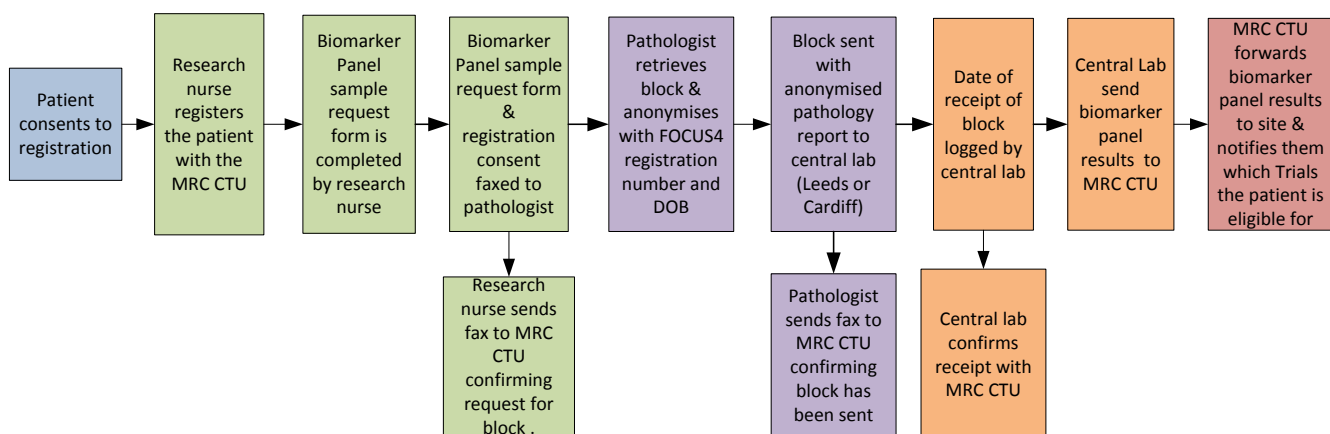 Patient
consents to
registration
Research
nurse
registers
the patient
with the
MRC CTU
Biomarker
Panel
sample
request
form is
completed
by research
nurse
Biomarker
Panel sample
request form
&
registration
consent
faxed to
pathologist
Pathologist
retrieves
block &
anonymises
with FOCUS4
registration
number and
DOB
Block sent
with
anonymised
pathology
report to
central lab
(Leeds or
Cardiff)
Date of
receipt of
block
logged by
central lab
Central Lab
send
biomarker
panel
results  to
MRC CTU
MRC CTU
forwards
biomarker
panel results
to site &
notifies them
which Trials
the patient is
eligible for
Research
nurse sends
fax to MRC
CTU
confirming
request for
block .
Pathologist
sends fax to
MRC CTU
confirming
block has
been sent
Central lab
confirms
receipt with
MRC CTU